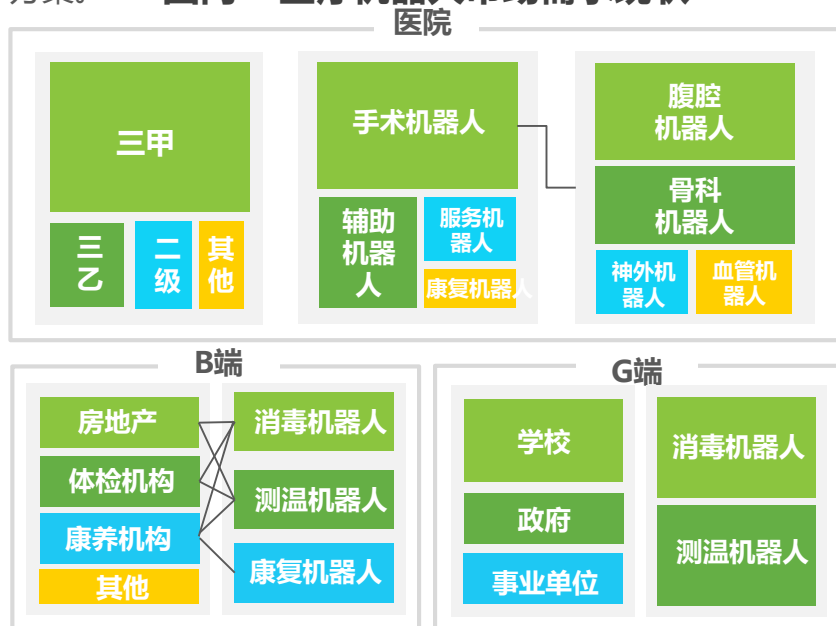 医院
三甲
三
乙
二
级
其
他
手术机器人
辅助
机器
人
服务机
器人
康复机器人
腹腔
机器人
骨科
机器人
神外机
器人
血管机
器人
B端
房地产
体检机构
康养机构
其他
消毒机器人
测温机器人
康复机器人
G端
学校
政府
事业单位
消毒机器人
测温机器人